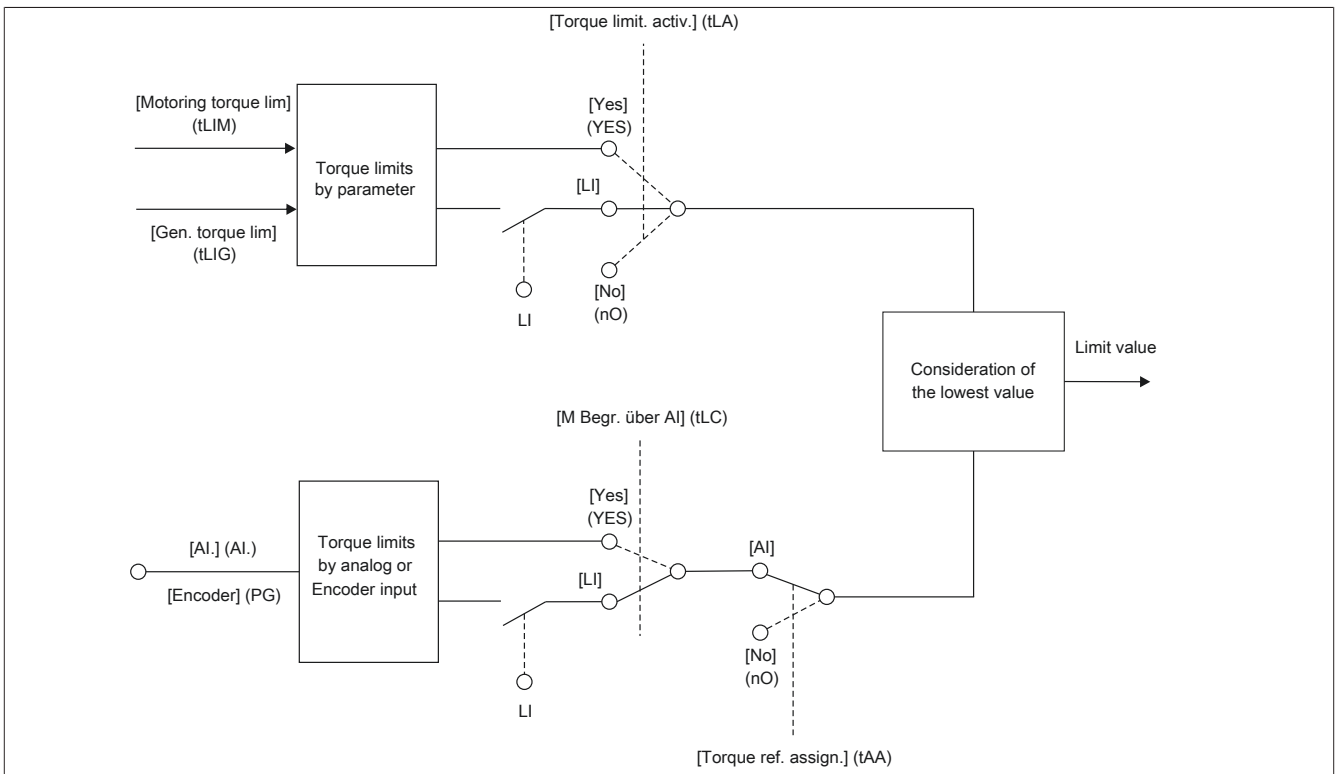 [Torque limit. activ.] (tLA)
[Motoring torque lim]
(tLIM)
[Gen. torque lim]
(tLIG)
Torque limits
by parameter
[Yes]
(YES)
[LI]
LI
[No]
(nO)
Consideration of
the lowest value
Limit value
[M Begr. über AI] (tLC)
[AI.] (AI.)
[Encoder] (PG)
Torque limits
by analog or
Encoder input
[Yes]
(YES)
[LI]
LI
[AI]
[No]
(nO)
[Torque ref. assign.] (tAA)